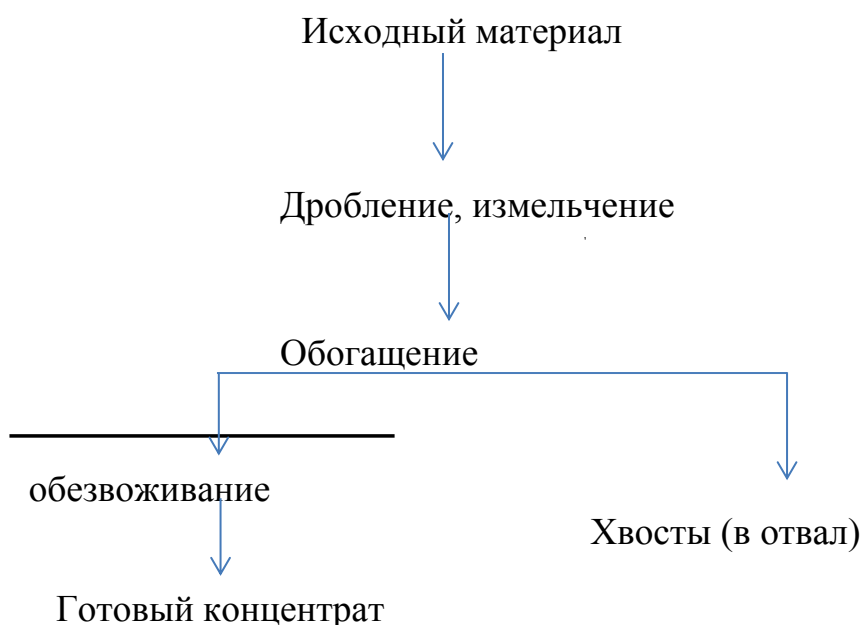 Исходный материал
Дробление, измельчение
Обогащение
обезвоживание
Хвосты (в отвал)
Готовый концентрат